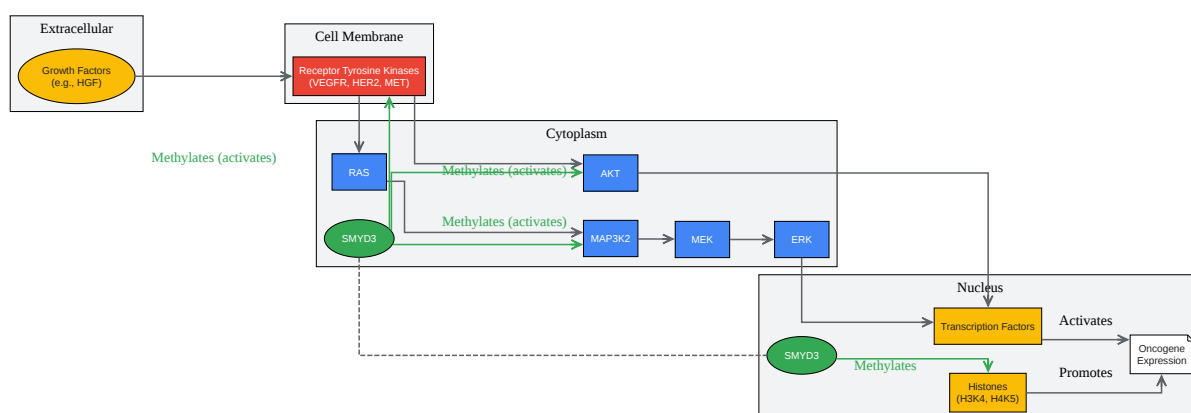 Extracellular
Growth Factors
(e.g., HGF)
Cell Membrane
Receptor Tyrosine Kinases
(VEGFR, HER2, MET)
Cytoplasm
Methylates (activates)
RAS
Methylates (activates)
AKT
Methylates (activates)
SMYD3
MAP3K2
MEK
ERK
Nucleus
Transcription Factors
Activates
Oncogene
Expression
SMYD3
Methylates
Promotes
Histones
(H3K4, H4K5)